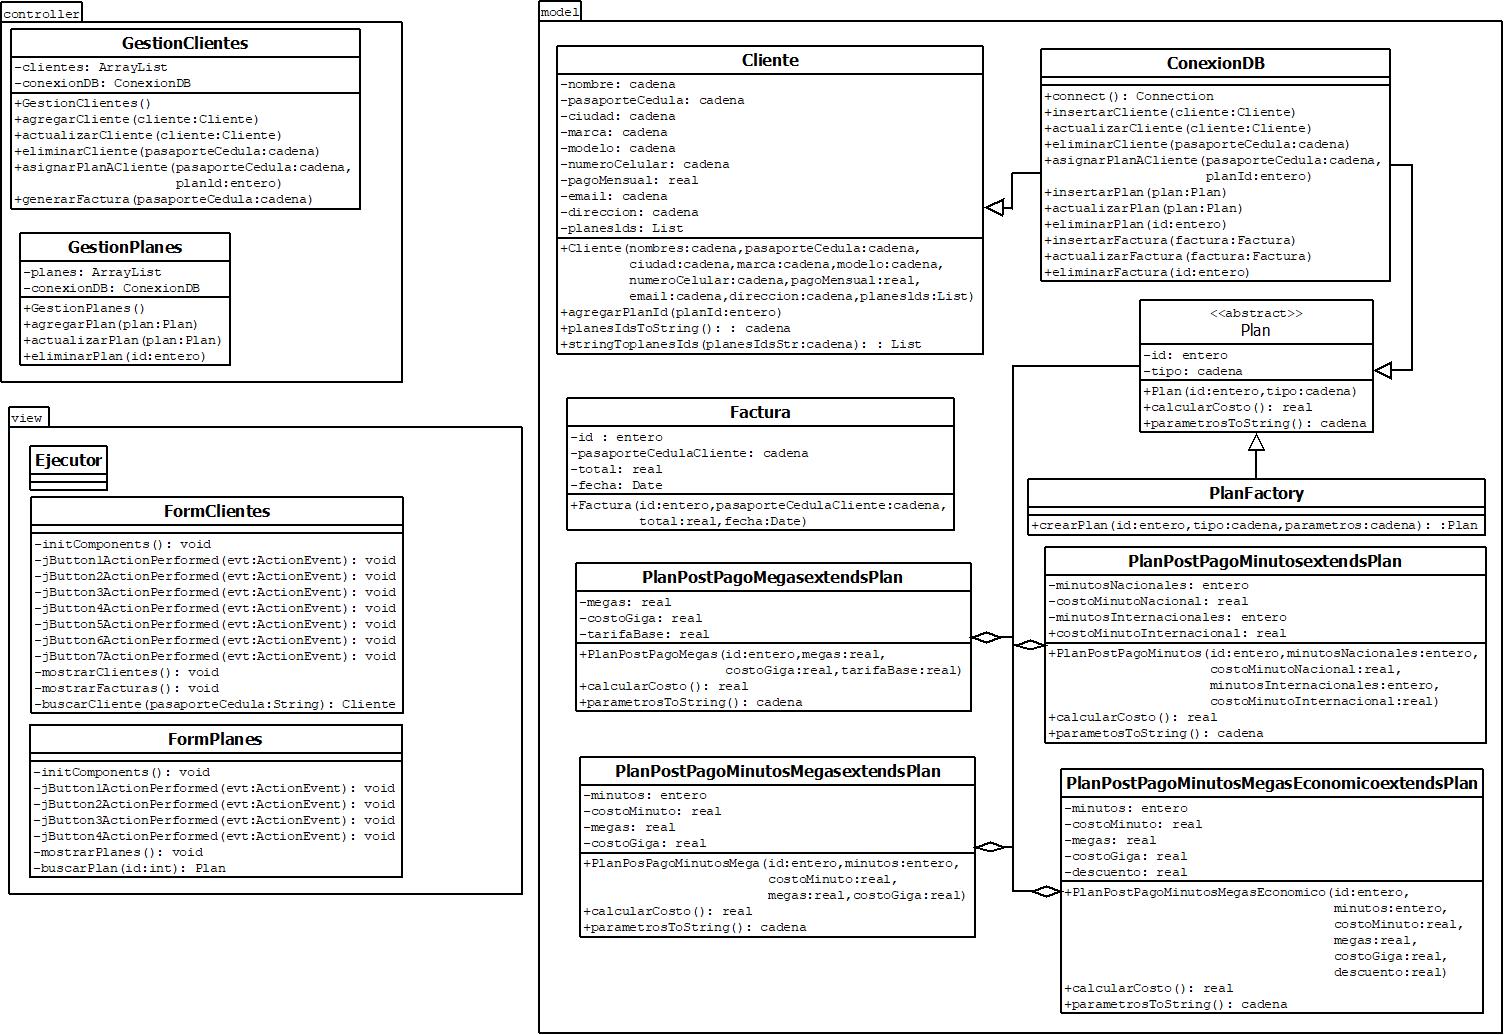 controller
GestionClientes
-clientes: ArrayList
-conexionDB: ConexionDB
+GestionClientes()
+agregarCliente(cliente:Cliente)
+actualizarCliente(cliente:Cliente)
+eliminarCliente(pasaporteCedula:cadena)
+asignarPlanACliente(pasaporteCedula:cadena,
planId:entero)
+generarFactura(pasaporteCedula:cadena)
GestionPlanes
-planes: ArrayList
-conexionDB: ConexionDB
+GestionPlanes()
+agregarPlan(plan:Plan)
+actualizarPlan(plan:Plan)
+eliminarPlan(id:entero)
view
Ejecutor
FormClientes
-initComponents(): void
-jButton1ActionPerformed(evt:ActionEvent): void
-jButton2ActionPerformed(evt:ActionEvent): void
-jButton3ActionPerformed(evt:ActionEvent): void
-jButton4ActionPerformed(evt:ActionEvent): void
-jButton5ActionPerformed(evt:ActionEvent): void
-jButton6ActionPerformed(evt:ActionEvent): void
-jButton7ActionPerformed(evt:ActionEvent): void
-mostrarClientes(): void
-mostrarFacturas(): void
-buscarCliente(pasaporteCedula:String): Cliente
FormPlanes
-initComponents(): void
-jButton1ActionPerformed(evt:ActionEvent): void
-jButton2ActionPerformed(evt:ActionEvent): void
-jButton3ActionPerformed(evt:ActionEvent): void
-jButton4ActionPerformed(evt:ActionEvent): void
-mostrarPlanes(): void
-buscarPlan(id:int): Plan
model
Cliente
-nombre: cadena
-pasaporteCedula: cadena
-ciudad: cadena
-marca: cadena
-modelo: cadena
-numeroCelular: cadena
-pagoMensual: real
-email: cadena
-direccion: cadena
-planesIds: List
+Cliente(nombres:cadena,pasaporteCedula:cadena,
ciudad:cadena,marca:cadena,modelo:cadena,
numeroCelular:cadena,pagoMensual:real,
email:cadena,direccion:cadena,planeslds:List)
+agregarPlanId(planId:entero)
+planesIdsToString(): : cadena
+stringToplanesIds(planesIdsStr:cadena): : List
ConexionDB
+connect(): Connection
+insertarCliente(cliente:Cliente)
+actualizarCliente(cliente:Cliente)
+eliminarCliente(pasaporteCedula:cadena)
+asignarPlanACliente(pasaporteCedula:cadena,
planId:entero)
+insertarPlan(plan:Plan)
+actualizarPlan(plan:Plan)
+eliminarPlan(id:entero)
+insertarFactura(factura:Factura)
+actualizarFactura(factura:Factura)
+eliminarFactura(id:entero)
<<abstract>>
Plan
-id: entero
-tipo: cadena
+Plan(id:entero,tipo:cadena)
+calcularCosto(): real
+parametrosToString(): cadena
Factura
-id : entero
-pasaporteCedulaCliente: cadena
-total: real
-fecha: Date
+Factura(id:entero,pasaporteCedulaCliente:cadena,
total:real,fecha:Date)
PlanFactory
+crearPlan(id:entero,tipo:cadena,parametros:cadena): :Plan
PlanPostPagoMegasextendsPlan
-megas: real
-costoGiga: real
-tarifaBase: real
+PlanPostPagoMegas(id:entero,megas:real,
costoGiga:real,tarifaBase:real)
+calcularCosto(): real
+parametrosToString(): cadena
PlanPostPagoMinutosextendsPlan
-minutosNacionales: entero
-costoMinutoNacional: real
-minutosInternacionales: entero
+costoMinutoInternacional: real
+PlanPostPagoMinutos(id:entero,minutosNacionales:entero,
costoMinutoNacional:real,
minutosInternacionales:entero,
costoMinutoInternacional:real)
+calcularCosto(): real
+parametosToString(): cadena
PlanPostPagoMinutosMegasextendsPlan
-minutos: entero
-costoMinuto: real
-megas: real
-costoGiga: real
+PlanPosPagoMinutosMega(id:entero,minutos:entero,
costoMinuto:real,
megas:real,costoGiga:real)
+calcularCosto(): real
+parametrosToString(): cadena
PlanPostPagoMinutosMegasEconomicoextendsPlan
-minutos: entero
-costoMinuto: real
-megas: real
-costoGiga: real
-descuento: real
+PlanPostPagoMinutosMegasEconomico(id:entero,
minutos:entero,
costoMinuto:real,
megas:real,
costoGiga:real,
descuento:real)
+calcularCosto(): real
+parametrosToString(): cadena